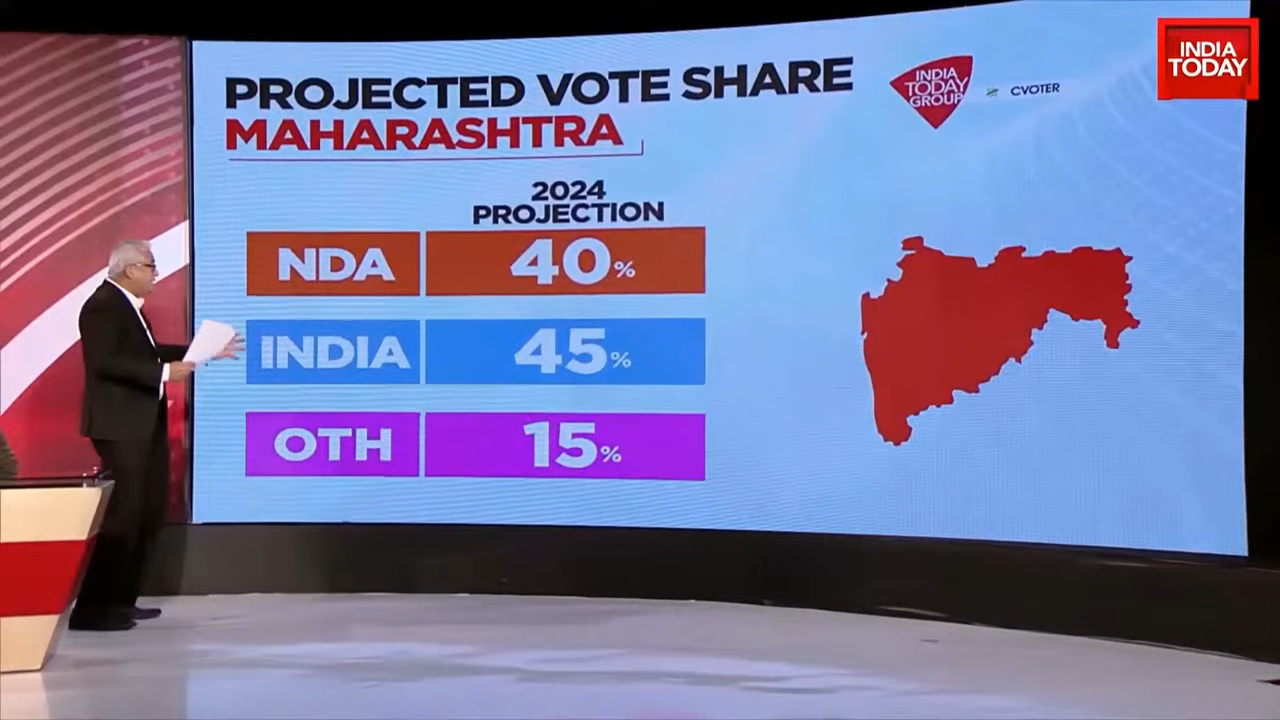 PROJECTED VOTE SHARE
MAHARASHTRA
INDIA
TODAY
GROUP
CVOTER
INDIA
TODAY
2024
PROJECTION
NDA 40%
INDIA 45%
OTH 15%